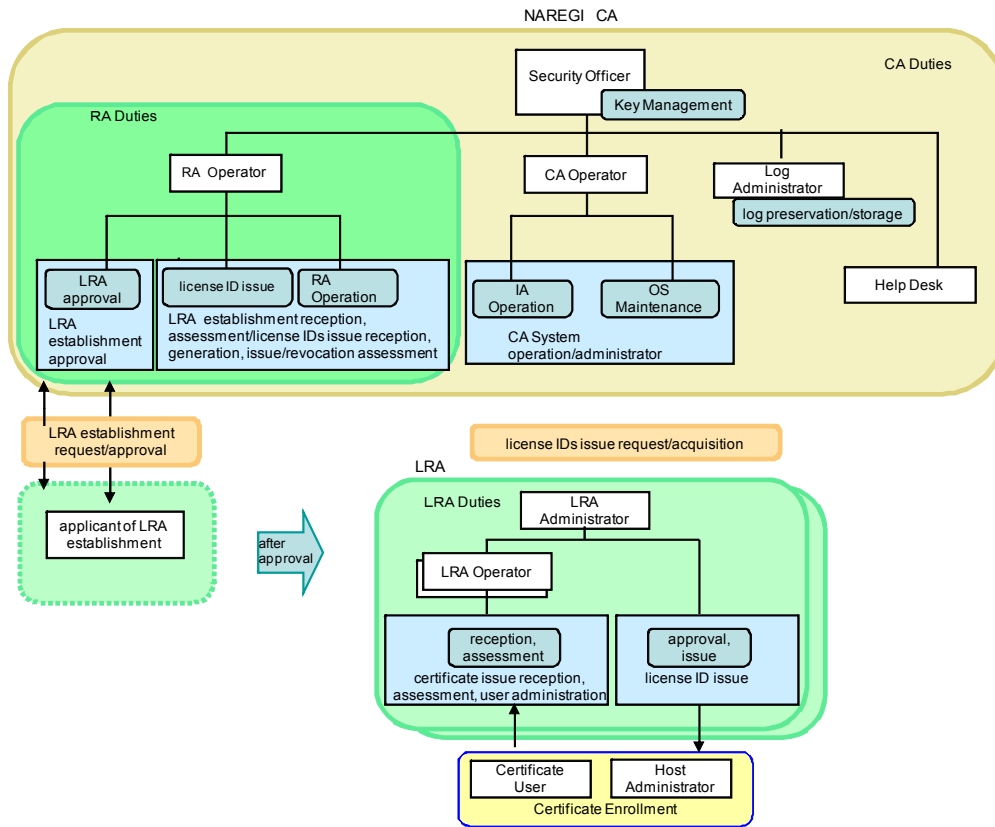 NAREGI CA
CA Duties
Security Officer
Key Management
RA Duties
RA Operator
CA Operator
Log
Administrator
log preservation/storage
LRA
approval
LRA
establishment
approval
license ID issue
RA
Operation
LRA establishment reception,
assessment/license IDs issue reception,
generation, issue/revocation assessment
IA
Operation
OS
Maintenance
CA System
operation/administrator
Help Desk
LRA establishment
request/approval
license IDs issue request/acquisition
applicant of LRA
establishment
after
approval
LRA
LRA Duties
LRA
Administrator
LRA Operator
reception,
assessment
certificate issue reception,
assessment, user administration
approval,
issue
license ID issue
Certificate
User
Host
Administrator
Certificate Enrollment